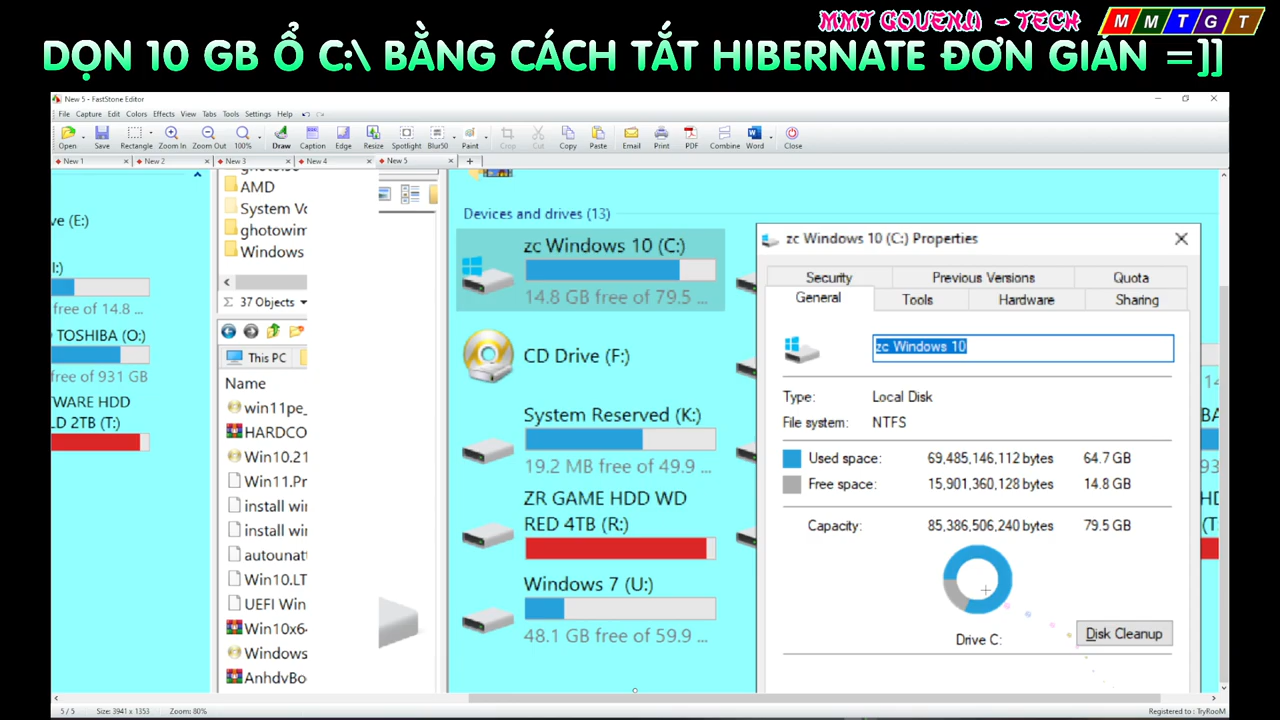 MMT GOUENJI - TECH
MMTGT
DỌN 10 GB Ổ C:\ BẰNG CÁCH TẮT HIBERNATE ĐƠN GIẢN =]]
New 5 - FastStone Editor
File Capture Edit Colors Effects View Tabs Tools Settings Help
Open Save Rectangle Zoom In Zoom Out 100% Draw Caption Edge Resize Spotlight Blur50 Paint Crop Cut Copy Paste Email Print PDF Combine Word Close
New 1 New 2 New 3 New 4 New 5
ve (E:)
free of 14.8 ...
TOSHIBA (O:)
free of 931 GB
WARE HDD
D 2TB (T:)
AMD
System Vo
ghotowim
Windows
37 Objects
This PC
Name
win11pe_
HARDCO
Win10.21
Win11.Pr
install wi
install wi
autounat
Win10.LT
UEFI Win
Win10x6
Windows
AnhdvBo
Devices and drives (13)
zc Windows 10 (C:)
14.8 GB free of 79.5 ...
CD Drive (F:)
System Reserved (K:)
19.2 MB free of 49.9 ...
ZR GAME HDD WD
RED 4TB (R:)
Windows 7 (U:)
48.1 GB free of 59.9 ...
zc Windows 10 (C:) Properties
Security Previous Versions Quota
General Tools Hardware Sharing
zc Windows 10
Type: Local Disk
File system: NTFS
Used space: 69,485,146,112 bytes 64.7 GB
Free space: 15,901,360,128 bytes 14.8 GB
Capacity: 85,386,506,240 bytes 79.5 GB
Drive C:
Disk Cleanup
5 / 5 Size: 3941 x 1353 Zoom: 80% Registered to : TryRooM